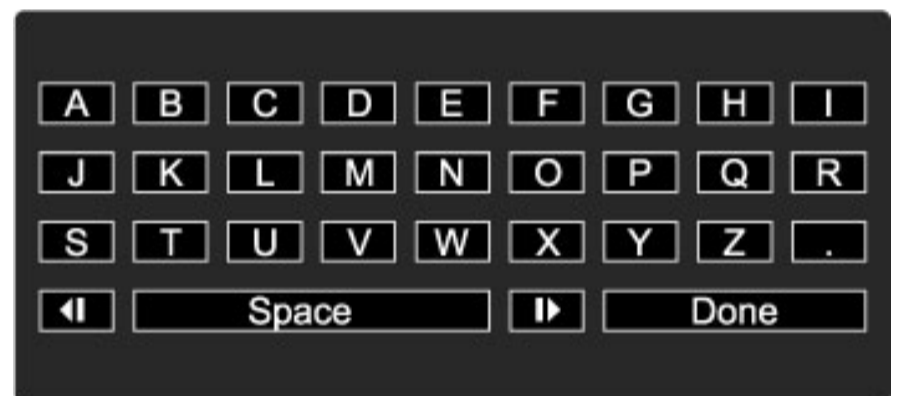 A B C D E F G H I
J K L M N O P Q R
S T U V W X Y Z .
Space Done